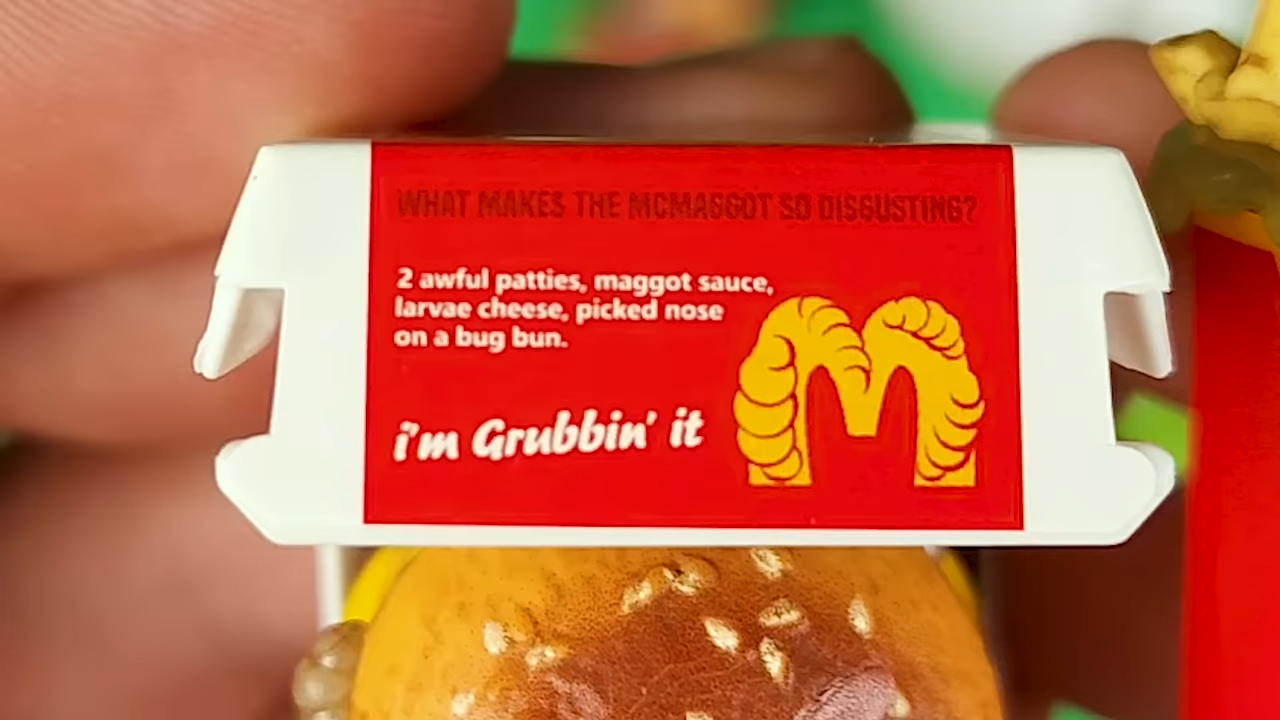 WHAT MAKES THE MCMAGGOT SO DISGUSTING?
2 awful patties, maggot sauce,
larvae cheese, picked nose
on a bug bun.
i'm Grubbin' it
M